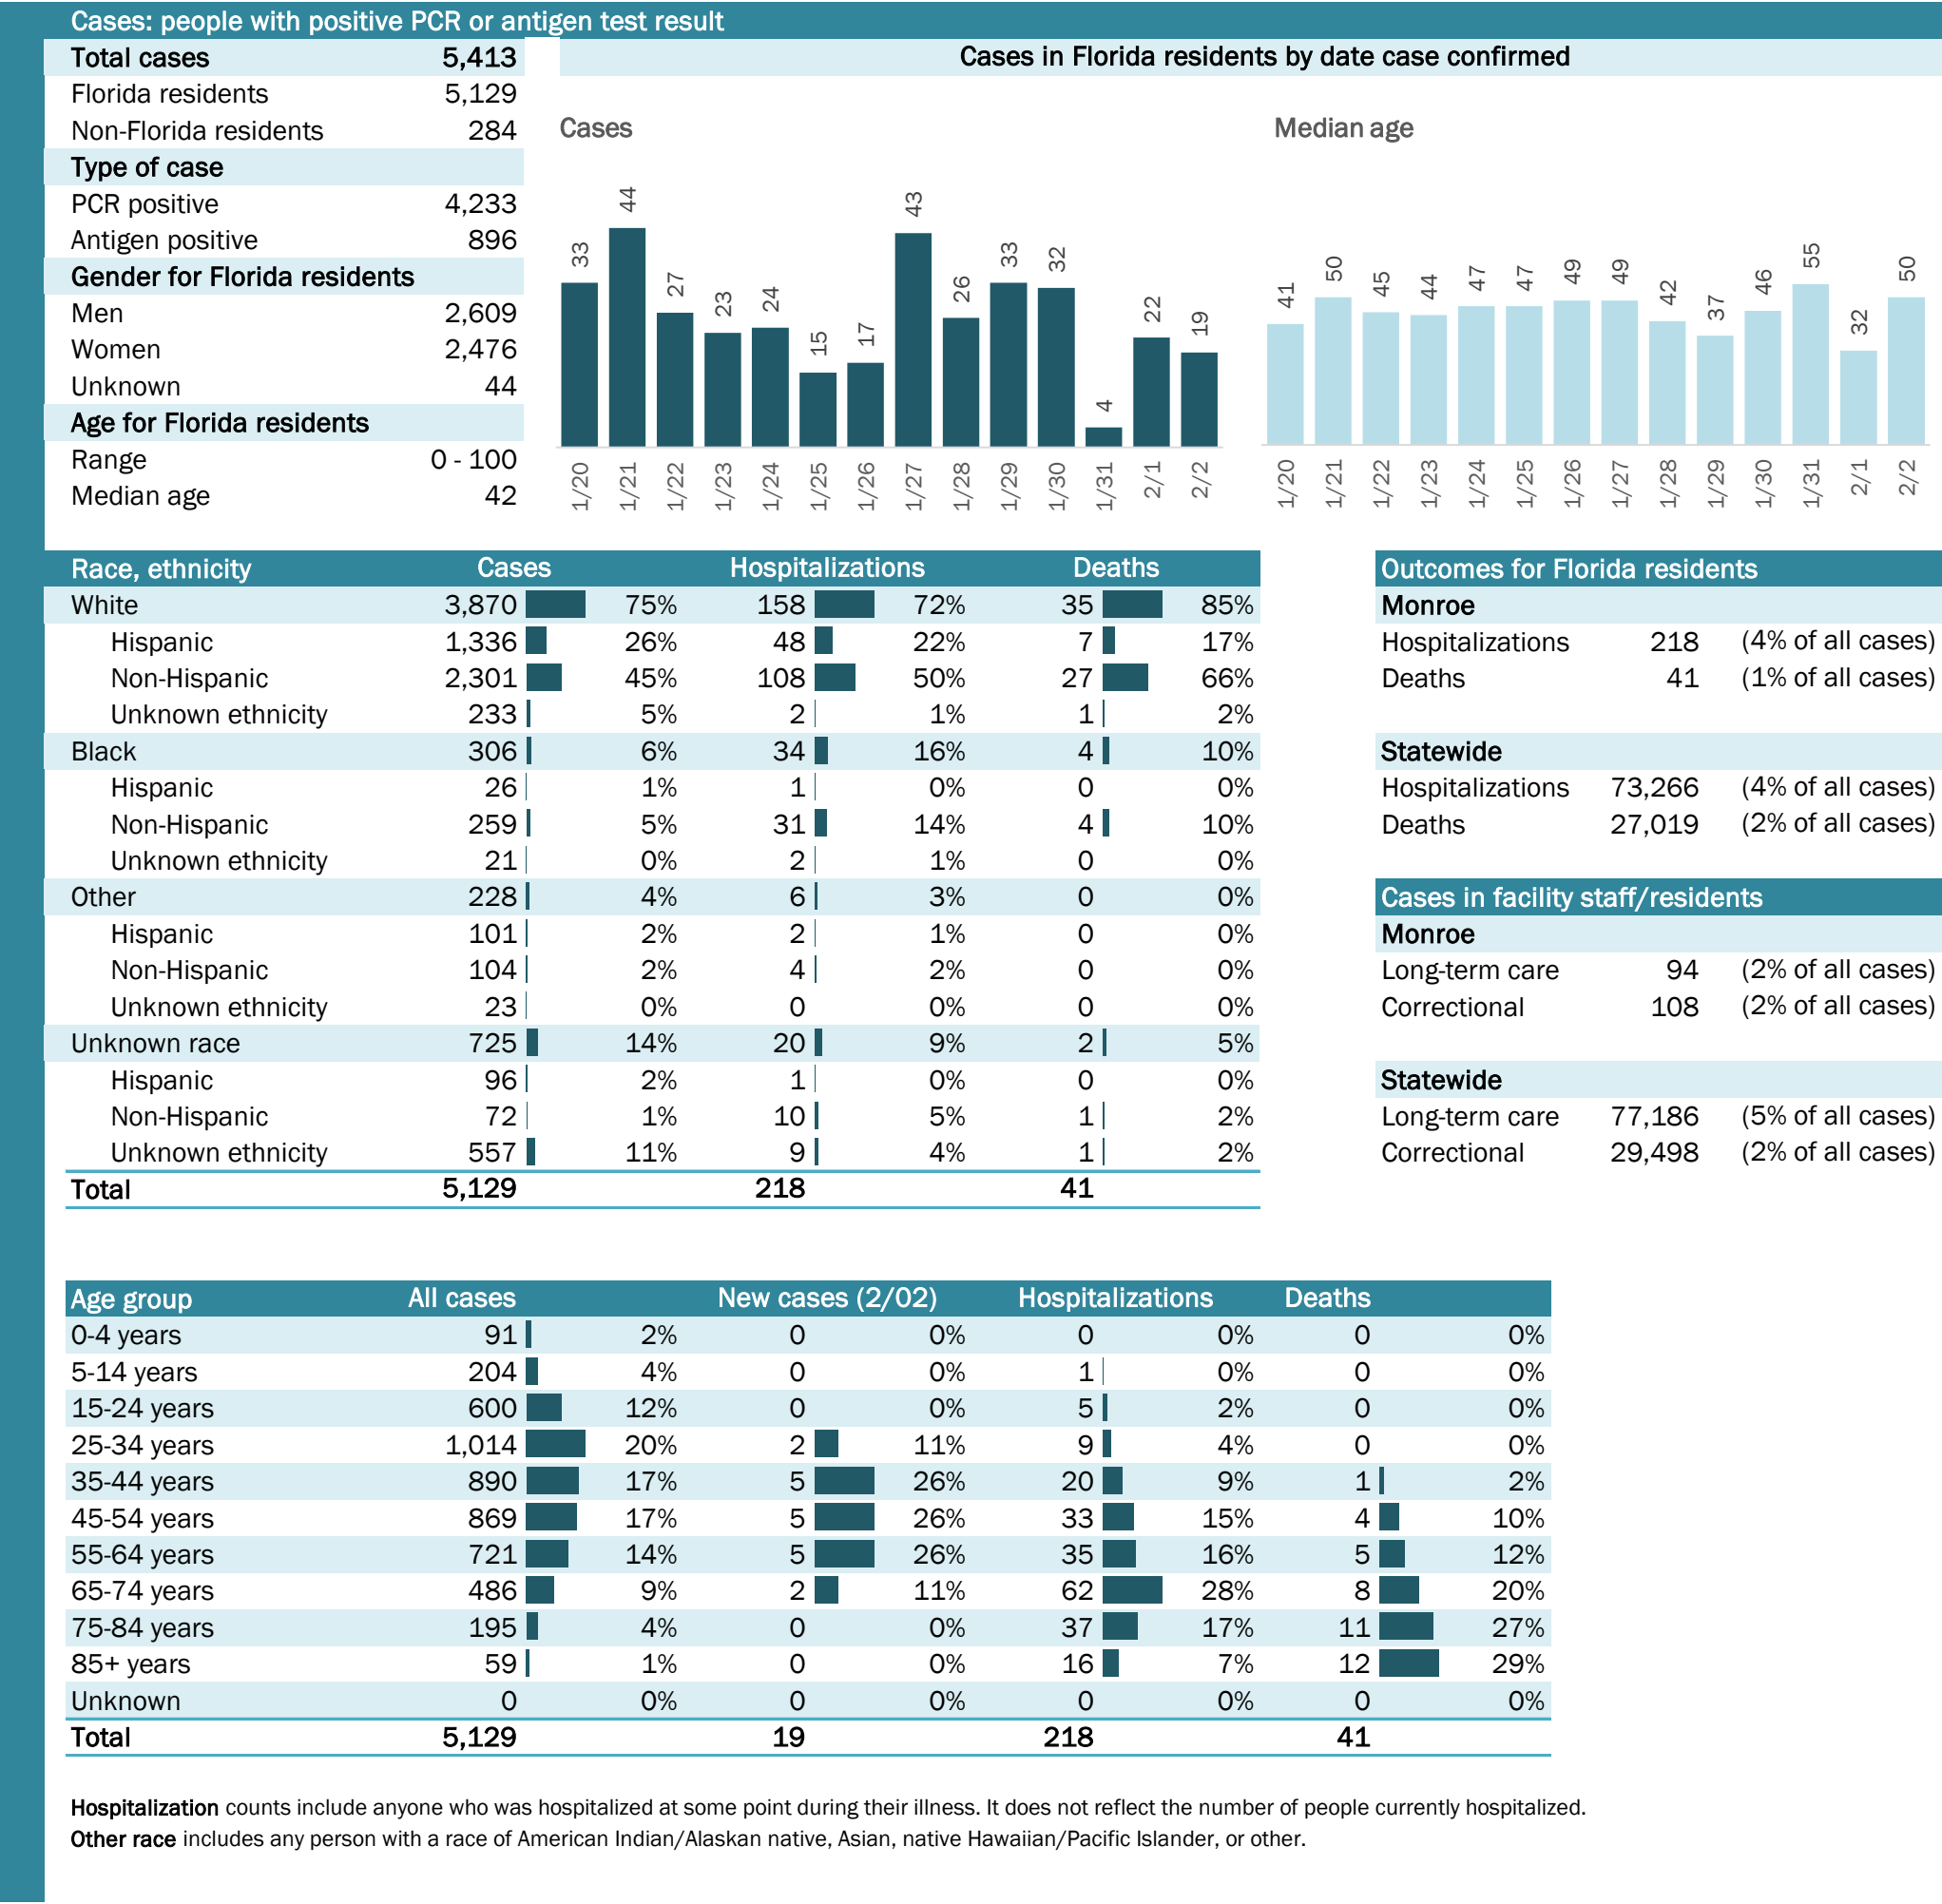 Cases: people with positive PCR or antigen test result
Total cases 5,413
Florida residents 5,129
Non-Florida residents 284
Type of case
PCR positive 4,233
Antigen positive 896
Gender for Florida residents
Men 2,609
Women 2,476
Unknown 44
Age for Florida residents
Range 0 - 100
Median age 42
Cases in Florida residents by date case confirmed
Cases
33 44 27 23 24 15 17 43 26 33 32 4 22 19
1/20 1/21 1/22 1/23 1/24 1/25 1/26 1/27 1/28 1/29 1/30 1/31 2/1 2/2
Median age
41 50 45 44 47 47 49 49 42 37 46 55 32 50
1/20 1/21 1/22 1/23 1/24 1/25 1/26 1/27 1/28 1/29 1/30 1/31 2/1 2/2
Race, ethnicity Cases Hospitalizations Deaths
White 3,870 75% 158 72% 35 85%
Hispanic 1,336 26% 48 22% 7 17%
Non-Hispanic 2,301 45% 108 50% 27 66%
Unknown ethnicity 233 5% 2 1% 1 2%
Black 306 6% 34 16% 4 10%
Hispanic 26 1% 1 0% 0 0%
Non-Hispanic 259 5% 31 14% 4 10%
Unknown ethnicity 21 0% 2 1% 0 0%
Other 228 4% 6 3% 0 0%
Hispanic 101 2% 2 1% 0 0%
Non-Hispanic 104 2% 4 2% 0 0%
Unknown ethnicity 23 0% 0 0% 0 0%
Unknown race 725 14% 20 9% 2 5%
Hispanic 96 2% 1 0% 0 0%
Non-Hispanic 72 1% 10 5% 1 2%
Unknown ethnicity 557 11% 9 4% 1 2%
Total 5,129 218 41
Outcomes for Florida residents
Monroe
Hospitalizations 218 (4% of all cases)
Deaths 41 (1% of all cases)
Statewide
Hospitalizations 73,266 (4% of all cases)
Deaths 27,019 (2% of all cases)
Cases in facility staff/residents
Monroe
Long-term care 94 (2% of all cases)
Correctional 108 (2% of all cases)
Statewide
Long-term care 77,186 (5% of all cases)
Correctional 29,498 (2% of all cases)
Age group All cases New cases (2/02) Hospitalizations Deaths
0-4 years 91 2% 0 0% 0 0% 0 0%
5-14 years 204 4% 0 0% 1 0% 0 0%
15-24 years 600 12% 0 0% 5 2% 0 0%
25-34 years 1,014 20% 2 11% 9 4% 0 0%
35-44 years 890 17% 5 26% 20 9% 1 2%
45-54 years 869 17% 5 26% 33 15% 4 10%
55-64 years 721 14% 5 26% 35 16% 5 12%
65-74 years 486 9% 2 11% 62 28% 8 20%
75-84 years 195 4% 0 0% 37 17% 11 27%
85+ years 59 1% 0 0% 16 7% 12 29%
Unknown 0 0% 0 0% 0 0% 0 0%
Total 5,129 19 218 41
Hospitalization counts include anyone who was hospitalized at some point during their illness. It does not reflect the number of people currently hospitalized.
Other race includes any person with a race of American Indian/Alaskan native, Asian, native Hawaiian/Pacific Islander, or other.